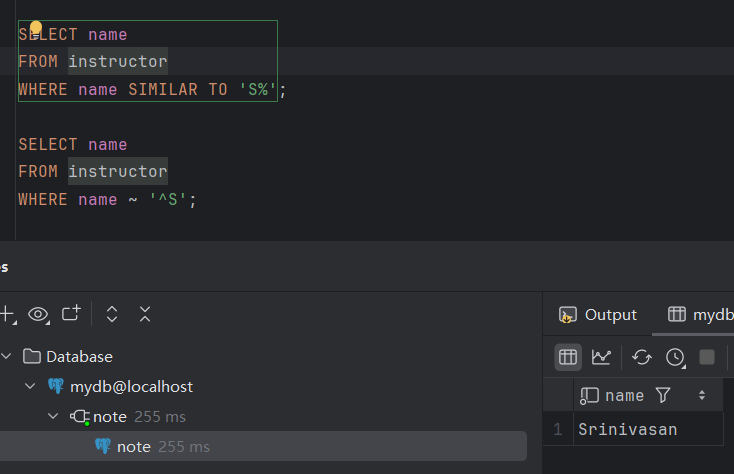 SELECT name
FROM instructor
WHERE name SIMILAR TO 'S%';
SELECT name
FROM instructor
WHERE name ~ '^S';
s
Output
mydb
Database
mydb@localhost
note 255 ms
note 255 ms
name
1 Srinivasan